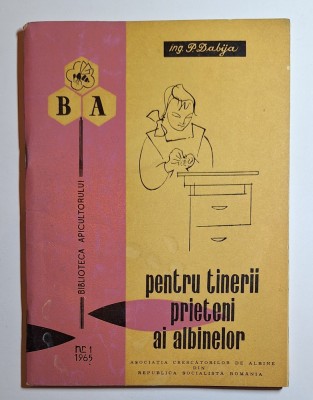 ing. P. Dabija
B A
BIBLIOTECA APICULTORULUI
pentru tinerii
prieteni
ai albinelor
nr. 1
1965
ASOCIAȚIA CRESCĂTORILOR DE ALBINE
DIN
REPUBLICA SOCIALISTĂ ROMÂNIA